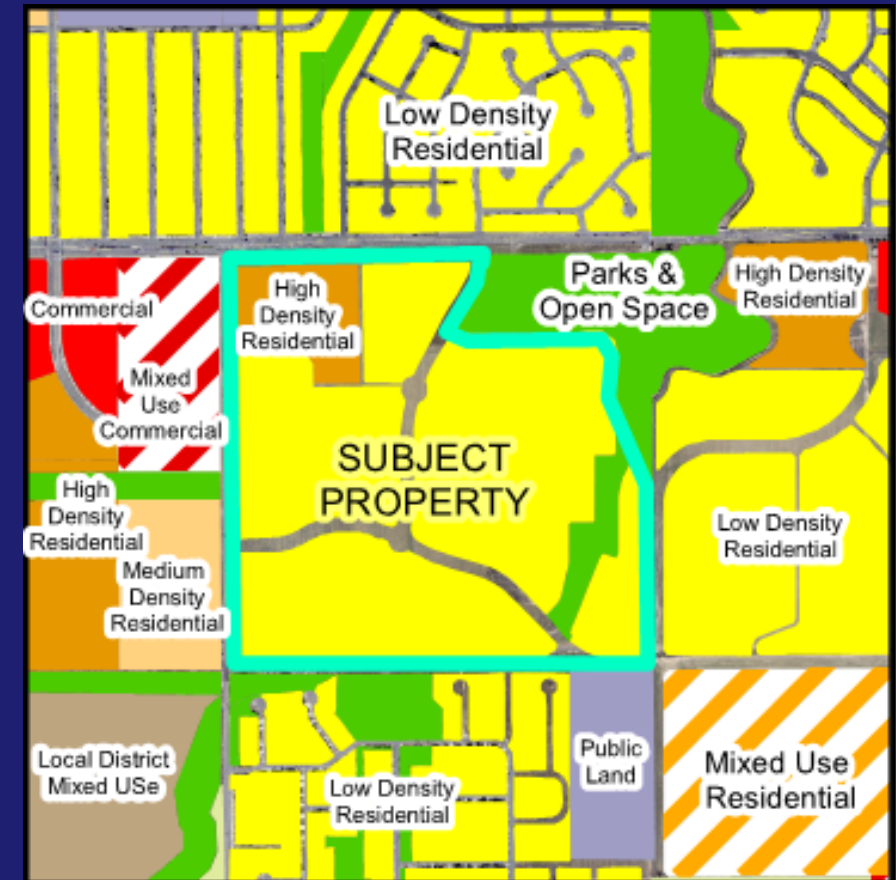 Low Density
Residential
Parks &
Open Space
High Density
Residential
High
Density
Residential
Commercial
Mixed
Use
Commercial
SUBJECT
PROPERTY
High
Density
Residential
Low Density
Residential
Medium
Density
Residential
Local District
Mixed USe
Public
Land
Mixed Use
Residential
Low Density
Residential